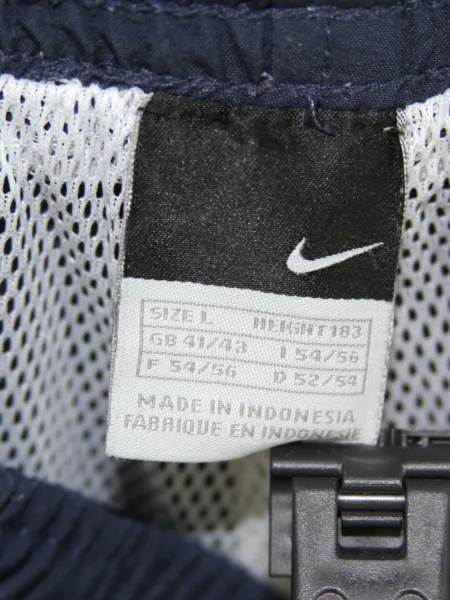 SIZE L HEIGHT 183
GB 41/43 I 54/56
F 54/56 D 52/54
MADE IN INDONESIA
FABRIQUE EN INDONESIE